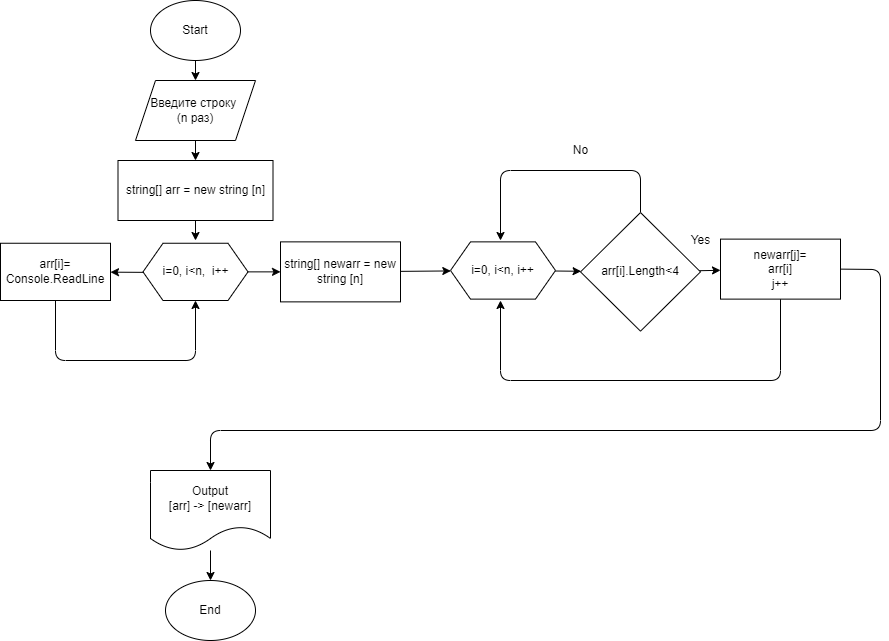 Start
Введите строку
(n раз)
string[] arr = new string [n]
arr[i]=
Console.ReadLine
i=0, i<n,  i++
string[] newarr = new
string [n]
i=0, i<n, i++
No
arr[i].Length<4
Yes
newarr[j]=
arr[i]
j++
Output
[arr] -> [newarr]
End